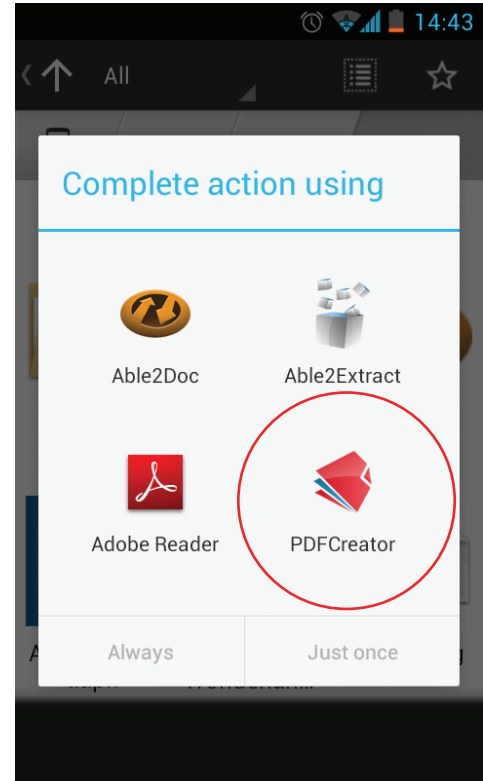 14:43
All
Complete action using
Able2Doc
Able2Extract
Adobe Reader
PDFCreator
Always
Just once